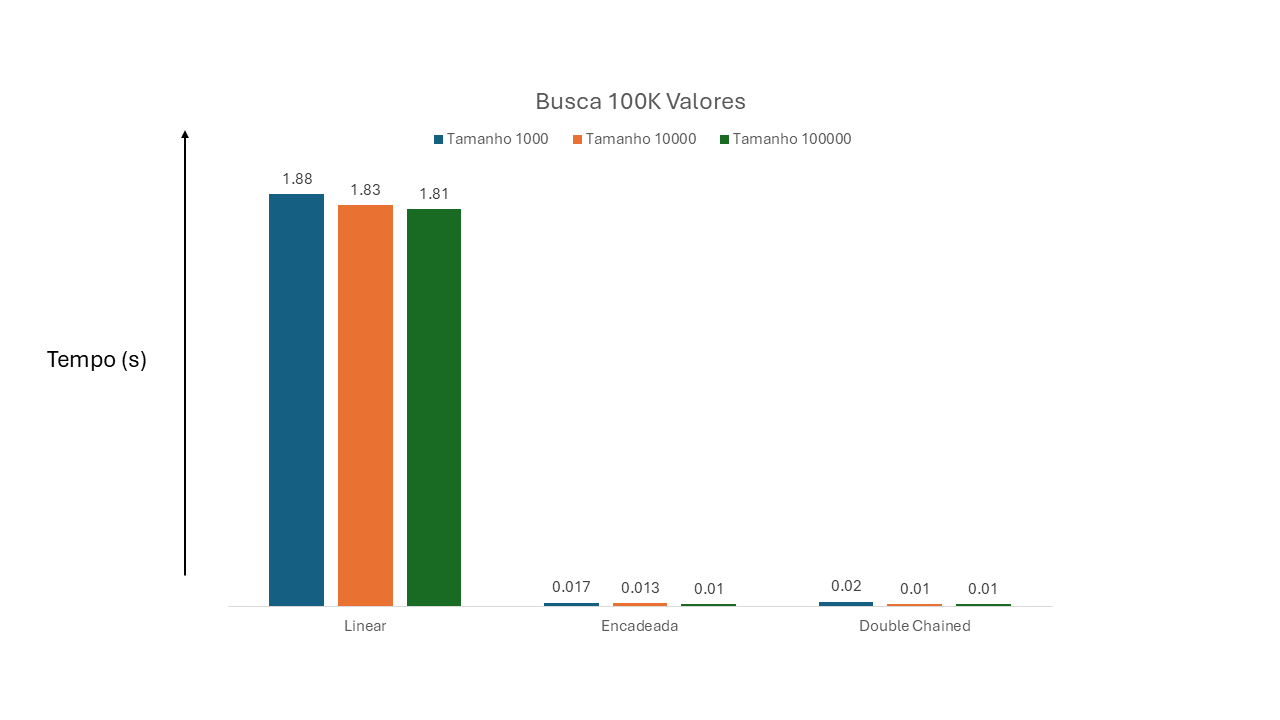 Busca 100K Valores
Tamanho 1000 Tamanho 10000 Tamanho 100000
1.88
1.83
1.81
Tempo (s)
0.017
0.013
0.01
0.02
0.01
0.01
Linear
Encadeada
Double Chained